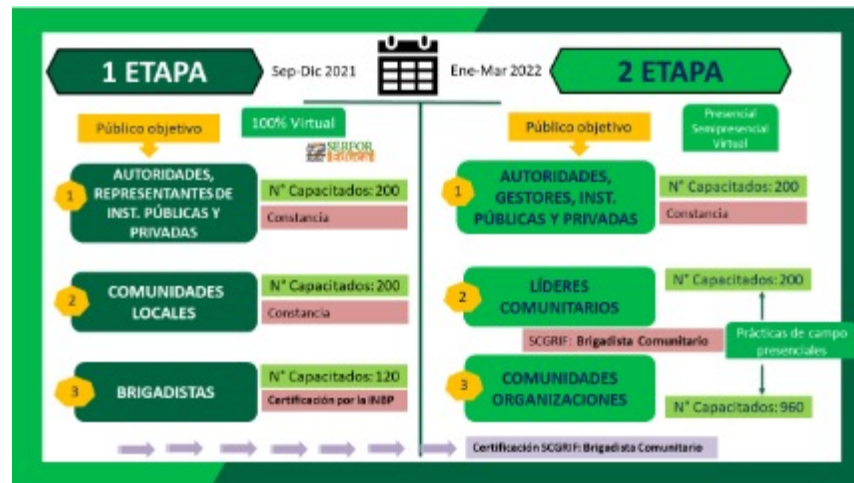 1 ETAPA
Sep-Dic 2021
Ene-Mar 2022
2 ETAPA
Público objetivo
100% Virtual
SERFOR
Educa
1
AUTORIDADES,
REPRESENTANTES DE
INST. PÚBLICAS Y
PRIVADAS
N° Capacitados: 200
Constancia
2
COMUNIDADES
LOCALES
N° Capacitados: 200
Constancia
3
BRIGADISTAS
N° Capacitados: 120
Certificación por la INBP
Público objetivo
Presencial
Semipresencial
Virtual
1
AUTORIDADES,
GESTORES, INST.
PÚBLICAS Y PRIVADAS
N° Capacitados: 200
Constancia
2
LÍDERES
COMUNITARIOS
N° Capacitados: 200
SCGRIF: Brigadista Comunitario
Prácticas de campo
presenciales
3
COMUNIDADES
ORGANIZACIONES
N° Capacitados: 960
Certificación SCGRIF: Brigadista Comunitario